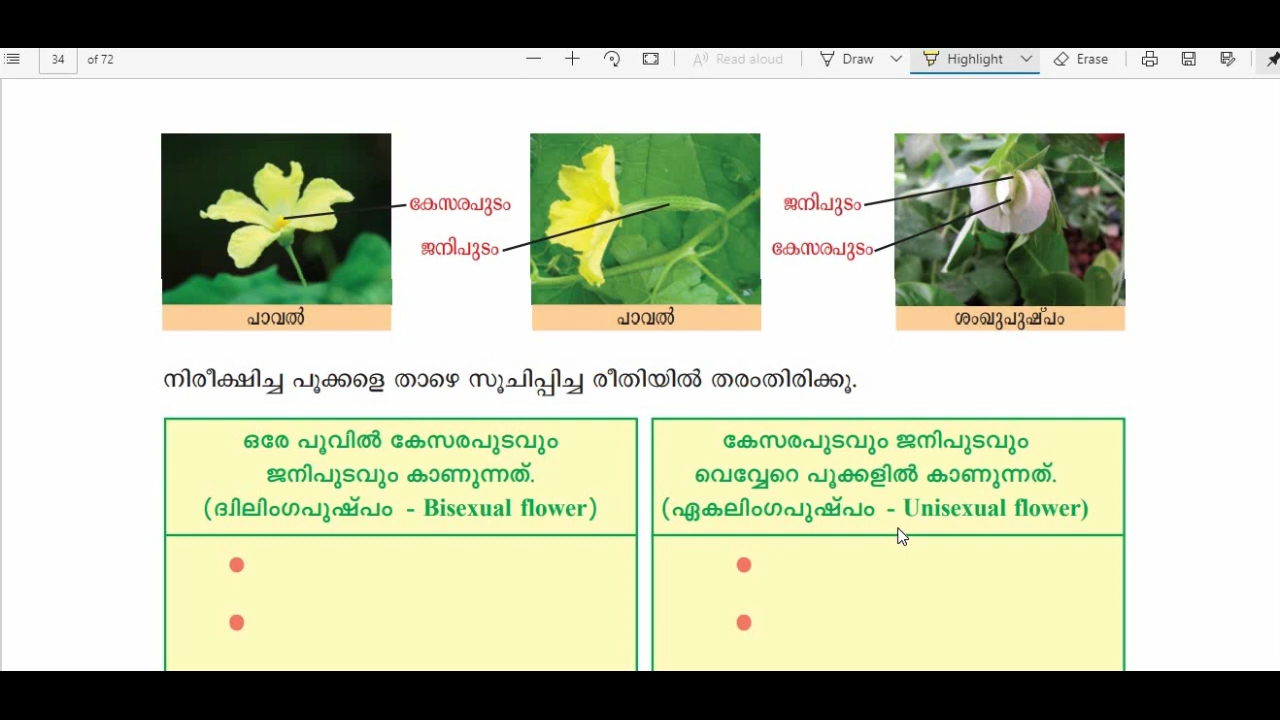 34 of 72 Read aloud Draw Highlight Erase
കേസരപുടം
ജനിപുടം
ജനിപുടം
കേസരപുടം
പാവൽ
പാവൽ
ശംഖുപുഷ്പം
നിരീക്ഷിച്ച പൂക്കളെ താഴെ സൂചിപ്പിച്ച രീതിയിൽ തരംതിരിക്കൂ.
ഒരേ പൂവിൽ കേസരപുടവും
ജനിപുടവും കാണുന്നത്.
(ദ്വിലിംഗപുഷ്പം - Bisexual flower)
കേസരപുടവും ജനിപുടവും
വെവ്വേറെ പൂക്കളിൽ കാണുന്നത്.
(ഏകലിംഗപുഷ്പം - Unisexual flower)